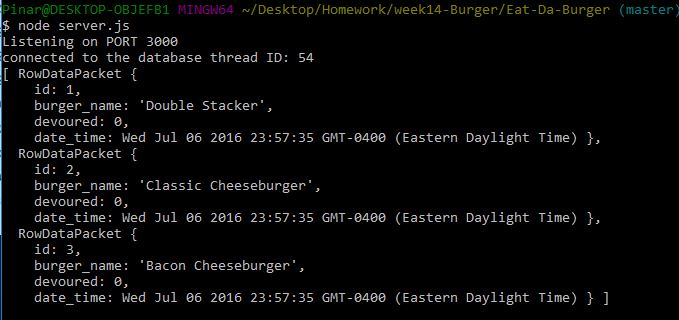 Pinar@DESKTOP-OBJEFB1 MINGW64 ~/Desktop/Homework/week14-Burger/Eat-Da-Burger (master)
$ node server.js
Listening on PORT 3000
connected to the database thread ID: 54
[ RowDataPacket {
    id: 1,
    burger_name: 'Double Stacker',
    devoured: 0,
    date_time: Wed Jul 06 2016 23:57:35 GMT-0400 (Eastern Daylight Time) },
  RowDataPacket {
    id: 2,
    burger_name: 'Classic Cheeseburger',
    devoured: 0,
    date_time: Wed Jul 06 2016 23:57:35 GMT-0400 (Eastern Daylight Time) },
  RowDataPacket {
    id: 3,
    burger_name: 'Bacon Cheeseburger',
    devoured: 0,
    date_time: Wed Jul 06 2016 23:57:35 GMT-0400 (Eastern Daylight Time) } ]